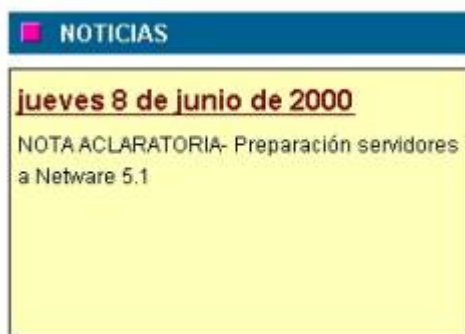 NOTICIAS
jueves 8 de junio de 2000
NOTA ACLARATORIA- Preparación servidores
a Netware 5.1